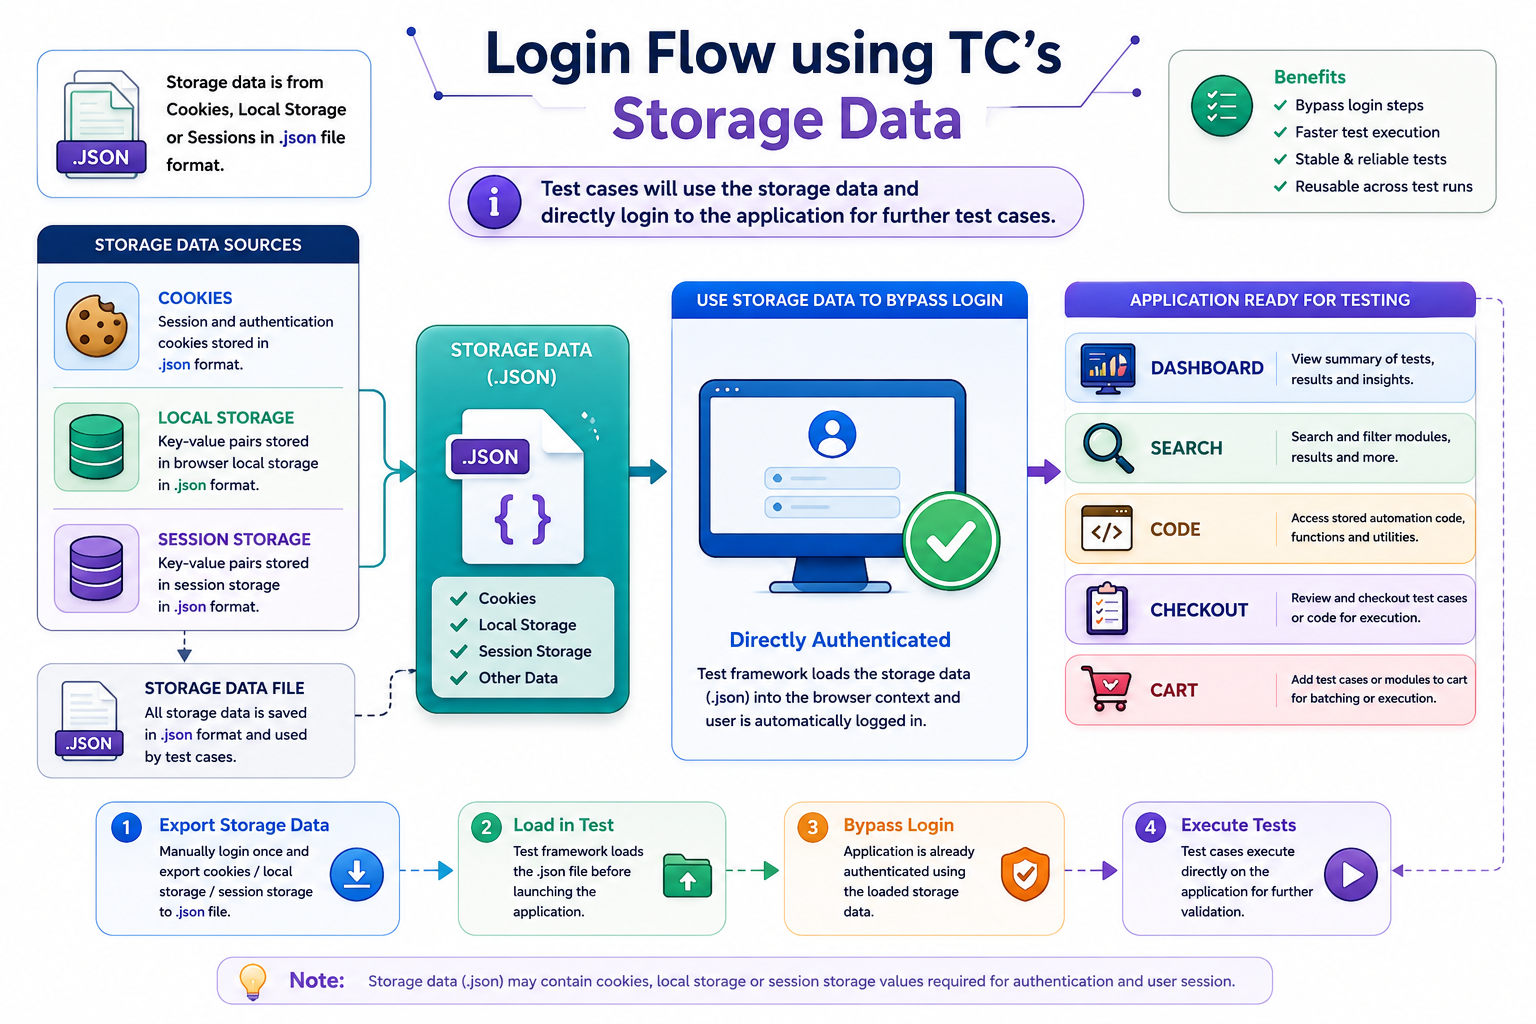 Login Flow using TC's
Storage Data
.JSON
Storage data is from
Cookies, Local Storage
or Sessions in .json file
format.
i
Test cases will use the storage data and
directly login to the application for further test cases.
Benefits
Bypass login steps
Faster test execution
Stable & reliable tests
Reusable across test runs
STORAGE DATA SOURCES
COOKIES
Session and authentication
cookies stored in
.json format.
LOCAL STORAGE
Key-value pairs stored
in browser local storage
in .json format.
SESSION STORAGE
Key-value pairs stored
in session storage
in .json format.
.JSON
STORAGE DATA FILE
All storage data is saved
in .json format and used
by test cases.
STORAGE DATA
(.JSON)
.JSON
{ }
Cookies
Local Storage
Session Storage
Other Data
USE STORAGE DATA TO BYPASS LOGIN
Directly Authenticated
Test framework loads the storage data
(.json) into the browser context and
user is automatically logged in.
APPLICATION READY FOR TESTING
DASHBOARD
View summary of tests,
results and insights.
SEARCH
Search and filter modules,
results and more.
</>
CODE
Access stored automation code,
functions and utilities.
CHECKOUT
Review and checkout test cases
or code for execution.
CART
Add test cases or modules to cart
for batching or execution.
1
Export Storage Data
Manually login once and
export cookies / local
storage / session storage
to .json file.
2
Load in Test
Test framework loads
the .json file before
launching the
application.
3
Bypass Login
Application is already
authenticated using
the loaded storage
data.
4
Execute Tests
Test cases execute
directly on the
application for further
validation.
Note: Storage data (.json) may contain cookies, local storage or session storage values required for authentication and user session.